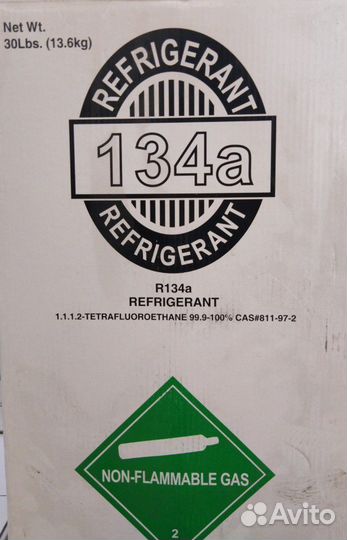 Net Wt.
30Lbs. (13.6kg)
REFRIGERANT
134a
REFRIGERANT
R134a
REFRIGERANT
1.1.1.2-TETRAFLUOROETHANE 99.9-100% CAS#811-97-2
NON-FLAMMABLE GAS
2
Avito